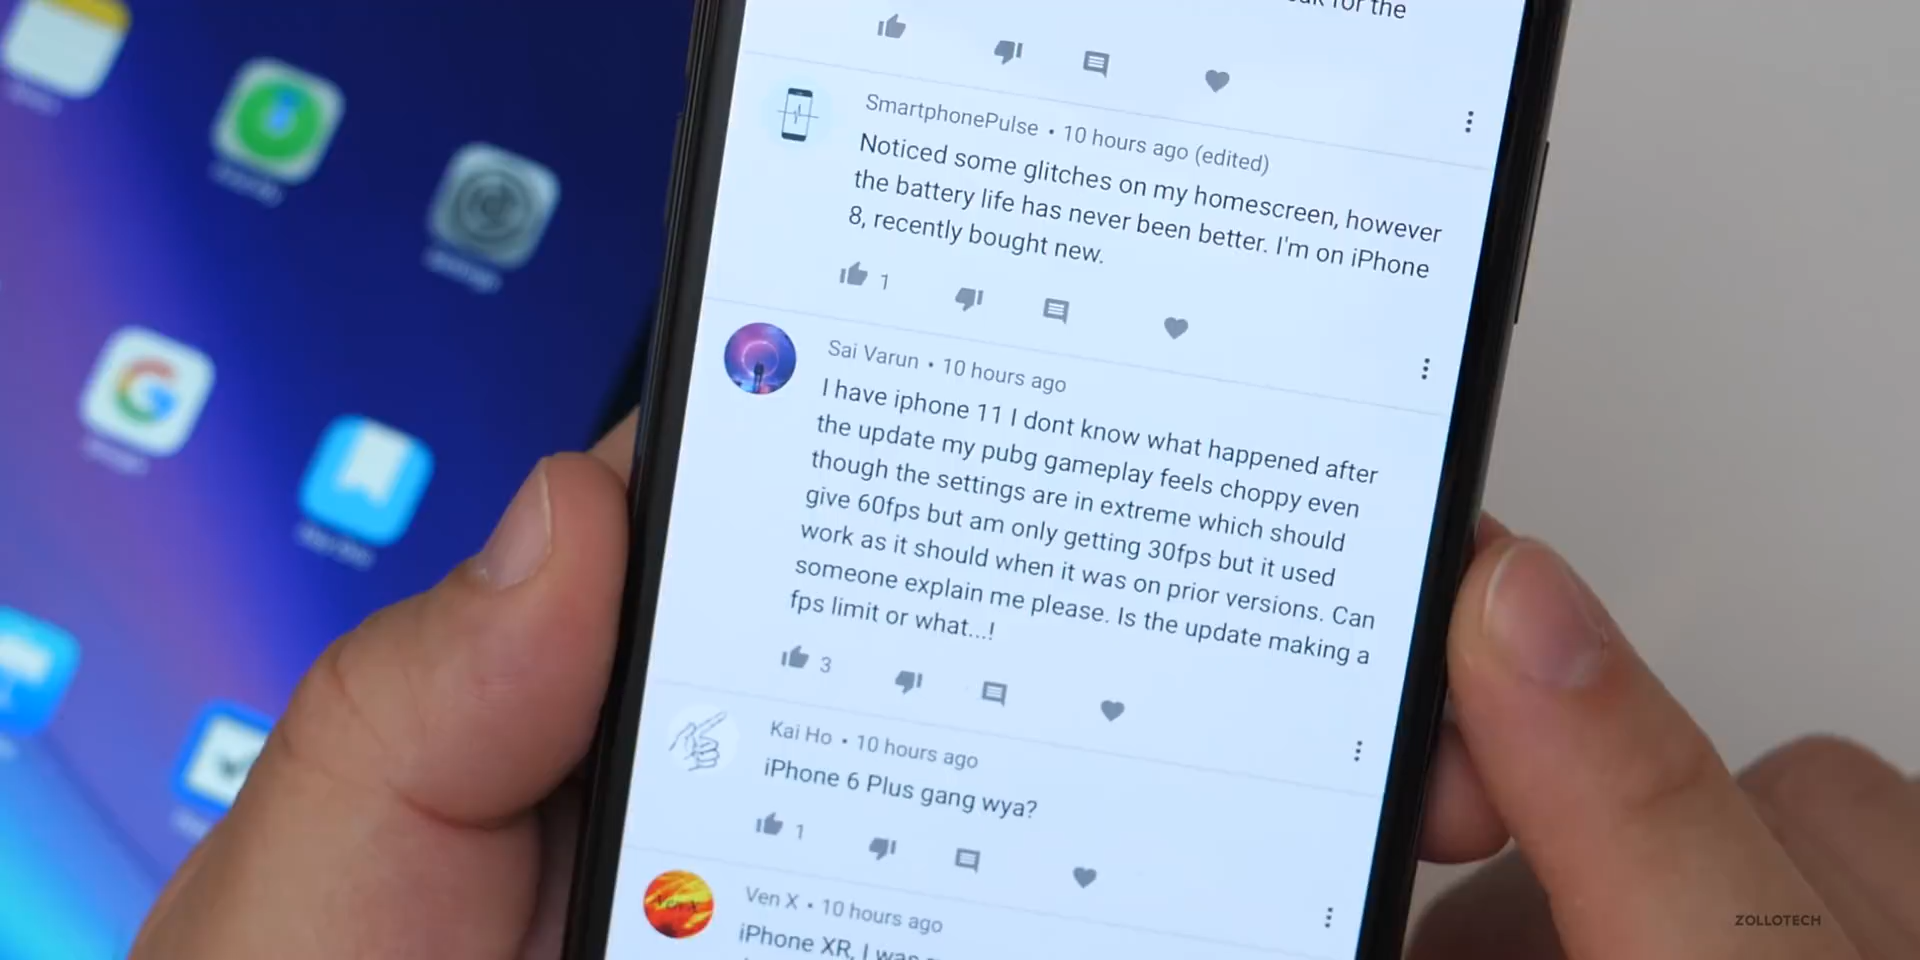 for the
SmartphonePulse • 10 hours ago (edited)
Noticed some glitches on my homescreen, however
the battery life has never been better. I'm on iPhone
8, recently bought new.
1
Sai Varun • 10 hours ago
I have iphone 11 I dont know what happened after
the update my pubg gameplay feels choppy even
though the settings are in extreme which should
give 60fps but am only getting 30fps but it used
work as it should when it was on prior versions. Can
someone explain me please. Is the update making a
fps limit or what...!
3
Kai Ho • 10 hours ago
iPhone 6 Plus gang wya?
1
Ven X • 10 hours ago
iPhone XR, I was
ZOLLOTECH